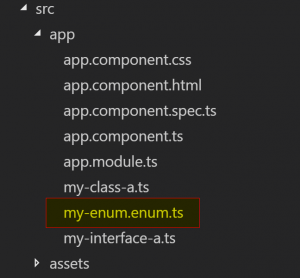 src
app
app.component.css
app.component.html
app.component.spec.ts
app.component.ts
app.module.ts
my-class-a.ts
my-enum.enum.ts
my-interface-a.ts
assets